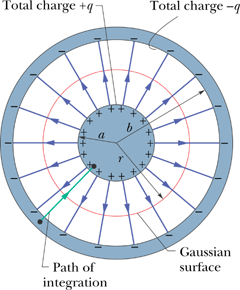 Total charge +q
Total charge −q
b
a
r
Path of
integration
Gaussian
surface